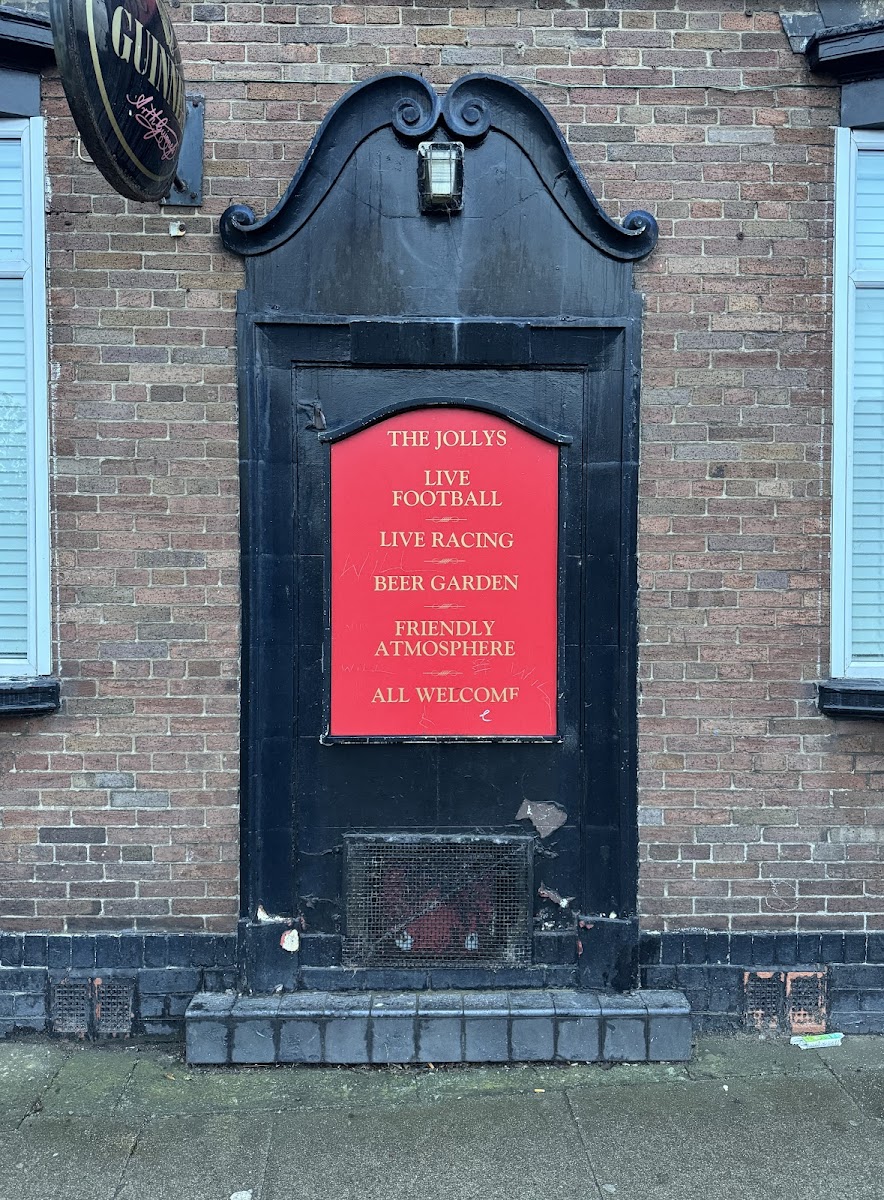 GUIN
THE JOLLYS
LIVE
FOOTBALL
LIVE RACING
BEER GARDEN
FRIENDLY
ATMOSPHERE
ALL WELCOME